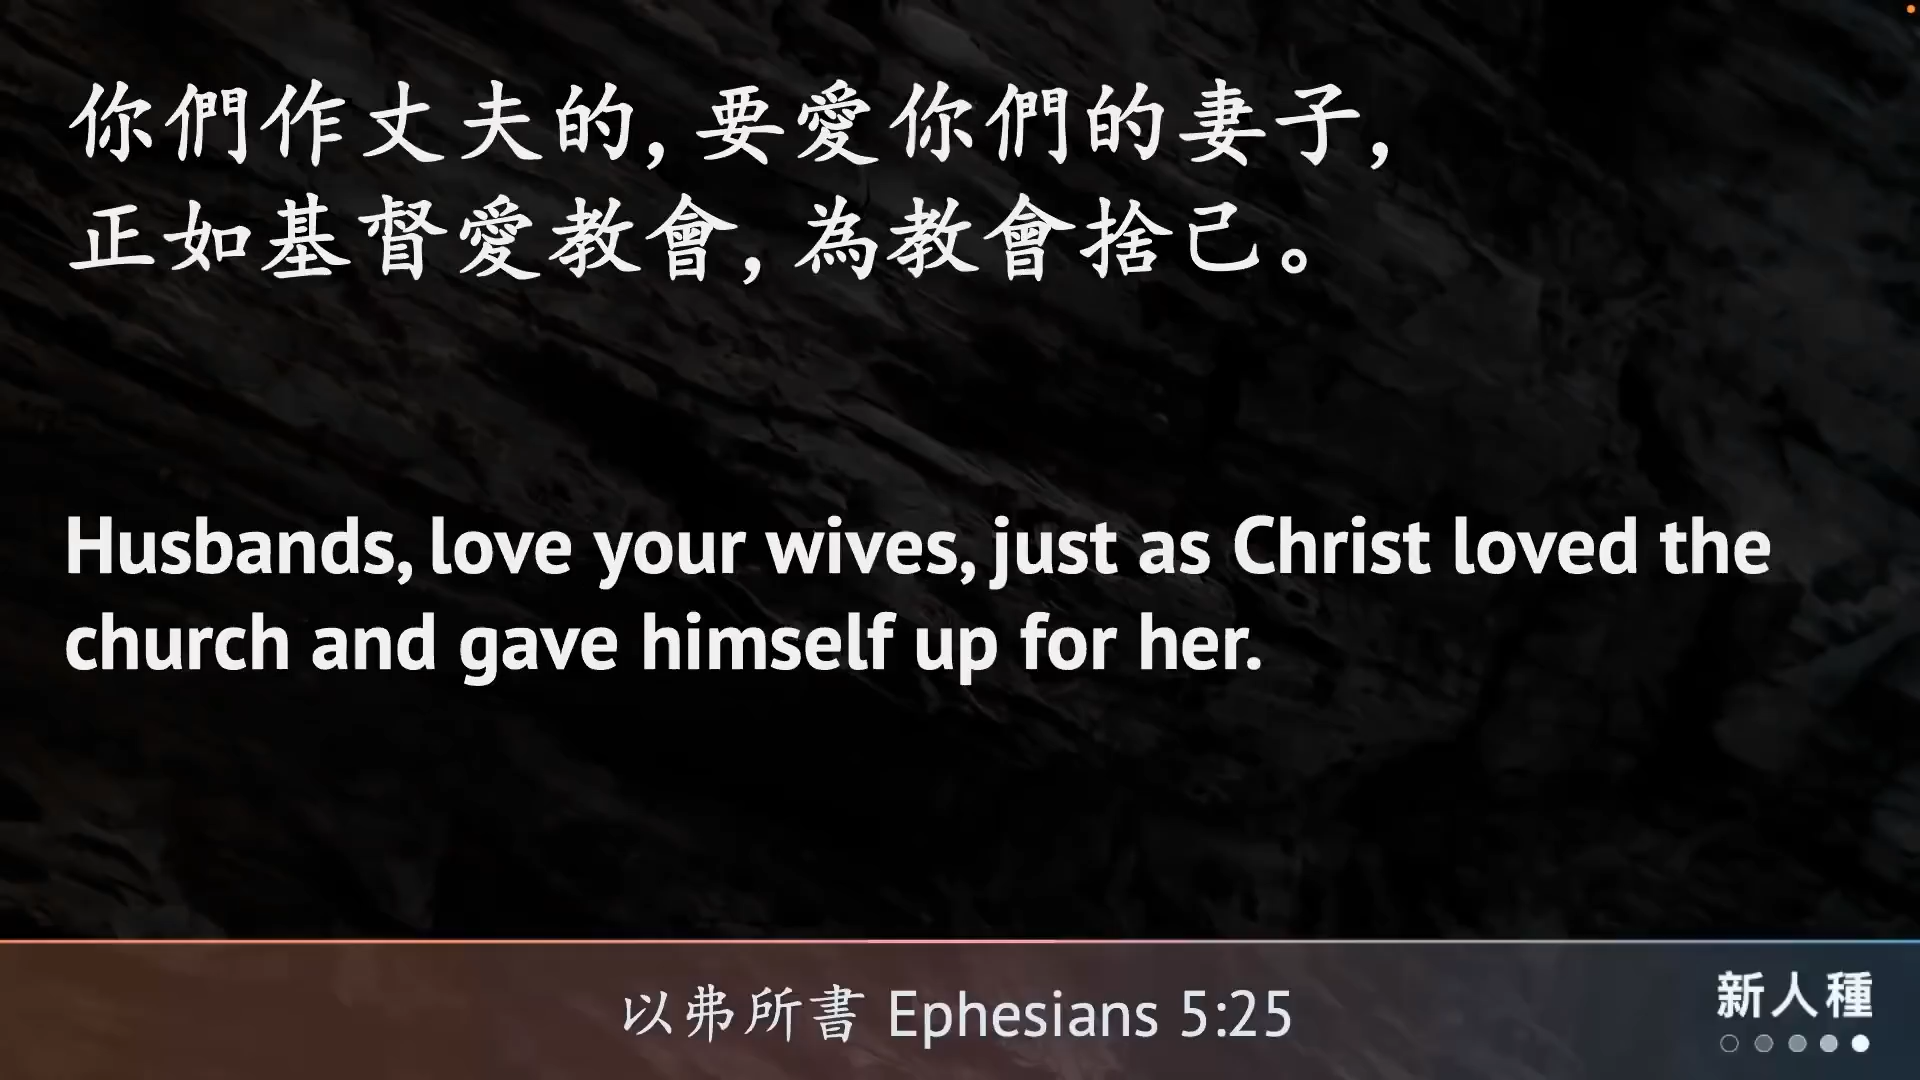 你們作丈夫的,要愛你們的妻子,
正如基督愛教會,為教會捨己。
Husbands, love your wives, just as Christ loved the
church and gave himself up for her.
以弗所書 Ephesians 5:25
新人種